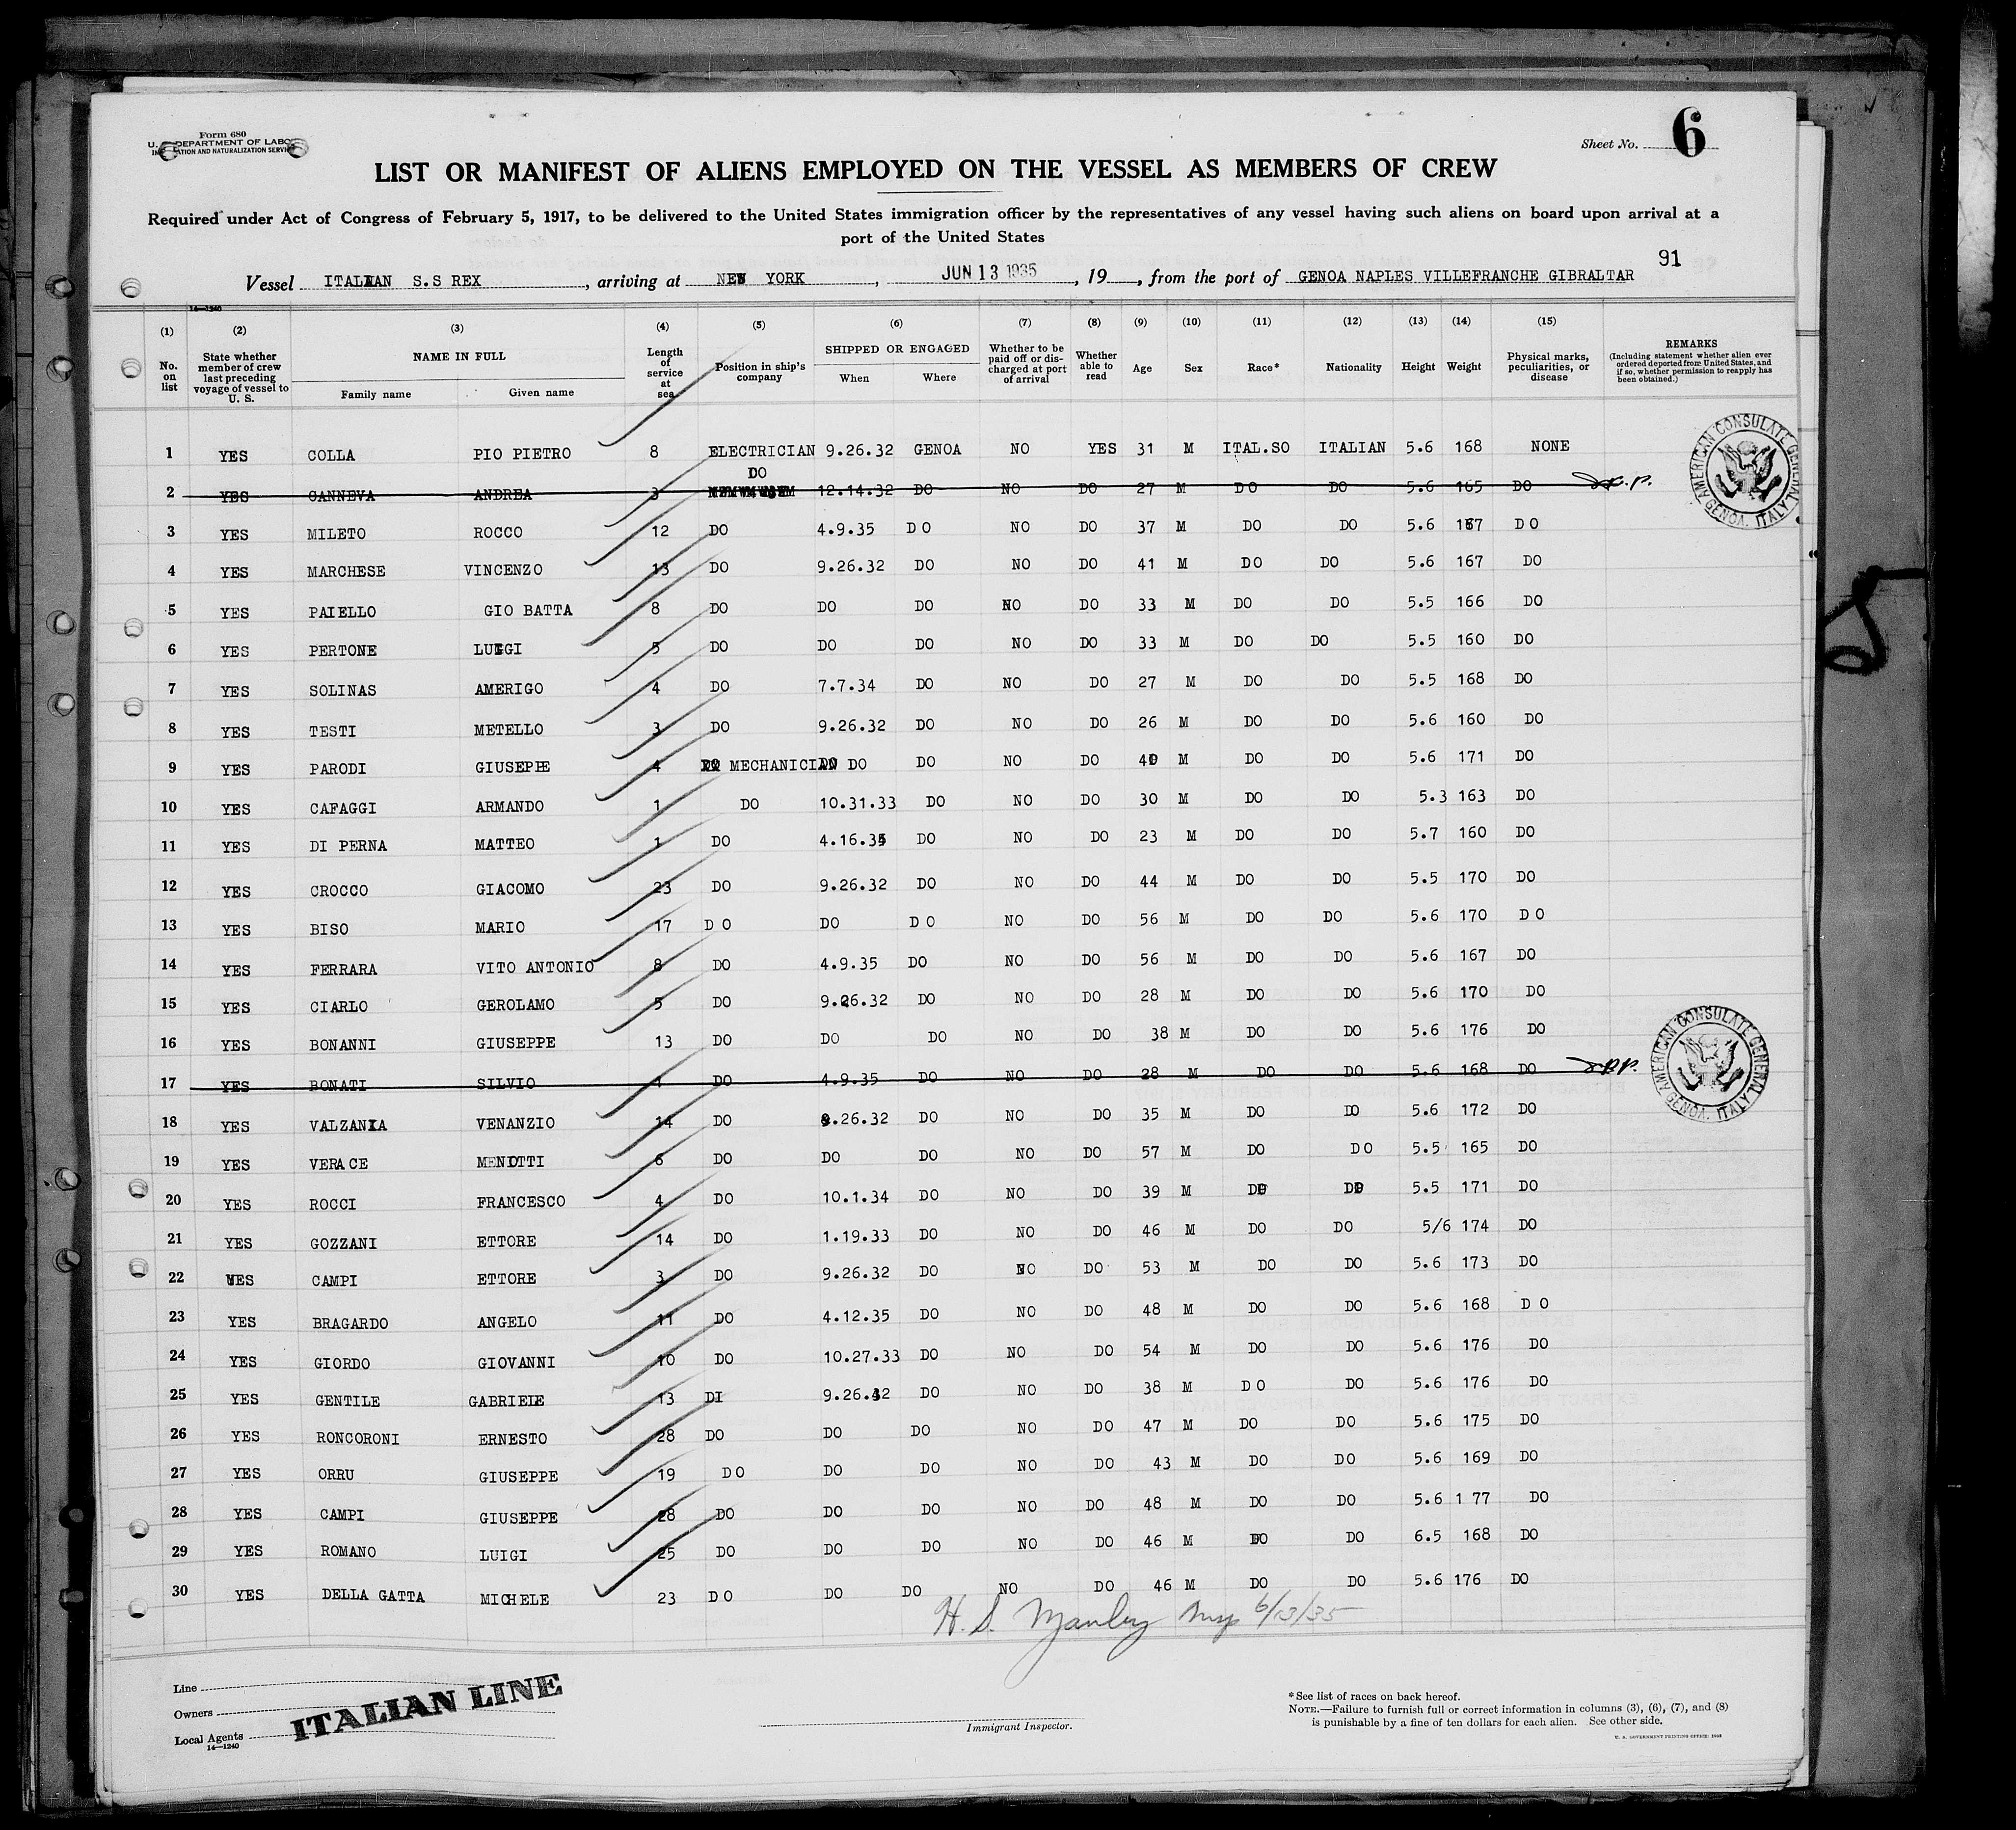 Form 680
U. S. DEPARTMENT OF LABOR
IMMIGRATION AND NATURALIZATION SERVICE
Sheet No. 6
LIST OR MANIFEST OF ALIENS EMPLOYED ON THE VESSEL AS MEMBERS OF CREW
Required under Act of Congress of February 5, 1917, to be delivered to the United States immigration officer by the representatives of any vessel having such aliens on board upon arrival at a
port of the United States
91
Vessel ITALIAN S.S REX, arriving at NEW YORK, JUN 13 1935, 19, from the port of GENOA NAPLES VILLEFRANCHE GIBRALTAR
14—1240
(1) (2) (3) (4) (5) (6) (7) (8) (9) (10) (11) (12) (13) (14) (15)
No. on list
State whether member of crew last preceding voyage of vessel to U. S.
NAME IN FULL
Family name Given name
Length of service at sea
Position in ship's company
SHIPPED OR ENGAGED
When Where
Whether to be paid off or discharged at port of arrival
Whether able to read
Age Sex Race* Nationality Height Weight
Physical marks, peculiarities, or disease
REMARKS
(Including statement whether alien ever ordered deported from United States, and if so, whether permission to reapply has been obtained.)
1 YES COLLA PIO PIETRO 8 ELECTRICIAN 9.26.32 GENOA NO YES 31 M ITAL.SO ITALIAN 5.6 168 NONE
2 YES CANNEVA ANDREA 3 DO 12.14.32 DO NO DO 27 M DO DO 5.6 165 DO
3 YES MILETO ROCCO 12 DO 4.9.35 DO NO DO 37 M DO DO 5.6 167 DO
4 YES MARCHESE VINCENZO 13 DO 9.26.32 DO NO DO 41 M DO DO 5.6 167 DO
5 YES PAIELLO GIO BATTA 8 DO DO DO NO DO 33 M DO DO 5.5 166 DO
6 YES PERTONE LUIGI 5 DO DO DO NO DO 33 M DO DO 5.5 160 DO
7 YES SOLINAS AMERIGO 4 DO 7.7.34 DO NO DO 27 M DO DO 5.5 168 DO
8 YES TESTI METELLO 3 DO 9.26.32 DO NO DO 26 M DO DO 5.6 160 DO
9 YES PARODI GIUSEPPE 4 MECHANICIAN DO DO NO DO 40 M DO DO 5.6 171 DO
10 YES CAFAGGI ARMANDO 1 DO 10.31.33 DO NO DO 30 M DO DO 5.3 163 DO
11 YES DI PERNA MATTEO 1 DO 4.16.35 DO NO DO 23 M DO DO 5.7 160 DO
12 YES CROCCO GIACOMO 23 DO 9.26.32 DO NO DO 44 M DO DO 5.5 170 DO
13 YES BISO MARIO 17 DO DO DO NO DO 56 M DO DO 5.6 170 DO
14 YES FERRARA VITO ANTONIO 8 DO 4.9.35 DO NO DO 56 M DO DO 5.6 167 DO
15 YES CIARLO GEROLAMO 5 DO 9.26.32 DO NO DO 28 M DO DO 5.6 170 DO
16 YES BONANNI GIUSEPPE 13 DO DO DO NO DO 38 M DO DO 5.6 176 DO
17 YES BONATI SILVIO DO 4.9.35 DO NO DO 28 M DO DO 5.6 168 DO
18 YES VALZANIA VENANZIO 14 DO 9.26.32 DO NO DO 35 M DO DO 5.6 172 DO
19 YES VERACE MENOTTI 6 DO DO DO NO DO 57 M DO DO 5.5 165 DO
20 YES ROCCI FRANCESCO 4 DO 10.1.34 DO NO DO 39 M DO DO 5.5 171 DO
21 YES GOZZANI ETTORE 14 DO 1.19.33 DO NO DO 46 M DO DO 5/6 174 DO
22 YES CAMPI ETTORE 3 DO 9.26.32 DO NO DO 53 M DO DO 5.6 173 DO
23 YES BRAGARDO ANGELO 11 DO 4.12.35 DO NO DO 48 M DO DO 5.6 168 DO
24 YES GIORDO GIOVANNI 10 DO 10.27.33 DO NO DO 54 M DO DO 5.6 176 DO
25 YES GENTILE GABRIELE 13 DI 9.26.32 DO NO DO 38 M DO DO 5.6 176 DO
26 YES RONCORONI ERNESTO 28 DO DO DO NO DO 47 M DO DO 5.6 175 DO
27 YES ORRU GIUSEPPE 19 DO DO DO NO DO 43 M DO DO 5.6 169 DO
28 YES CAMPI GIUSEPPE 28 DO DO DO NO DO 48 M DO DO 5.6 177 DO
29 YES ROMANO LUIGI 25 DO DO DO NO DO 46 M DO DO 6.5 168 DO
30 YES DELLA GATTA MICHELE 23 DO DO DO NO DO 46 M DO DO 5.6 176 DO
AMERICAN CONSULATE GENERAL GENOA, ITALY
AMERICAN CONSULATE GENERAL GENOA, ITALY
H. S. Manley Insp 6/13/35
Line
Owners
Local Agents
ITALIAN LINE
14—1240
Immigrant Inspector.
*See list of races on back hereof.
NOTE.—Failure to furnish full or correct information in columns (3), (6), (7), and (8)
is punishable by a fine of ten dollars for each alien. See other side.
U. S. GOVERNMENT PRINTING OFFICE: